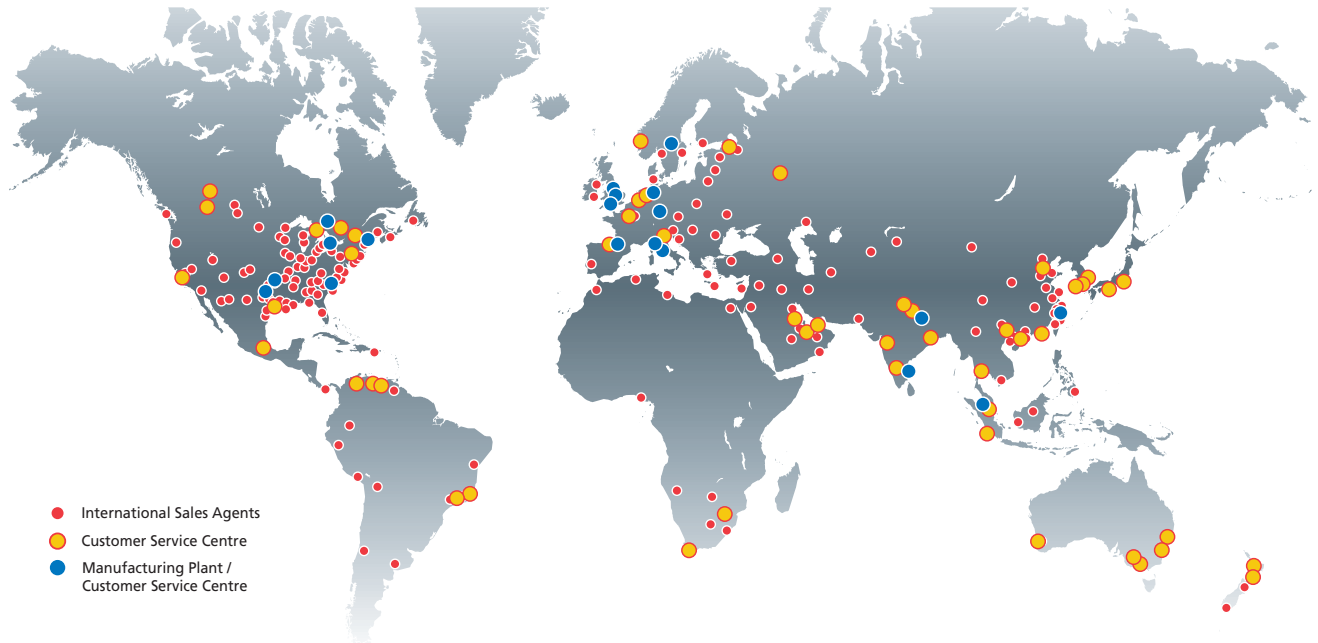 International Sales Agents
Customer Service Centre
Manufacturing Plant /
Customer Service Centre